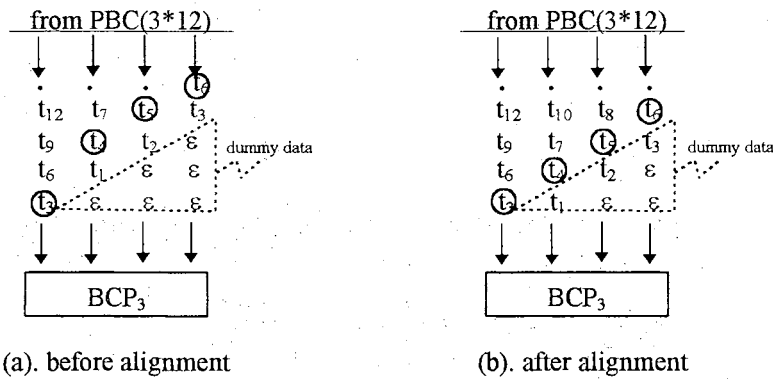 from PBC(3*12) from PBC(3*12)
. . . t₆ . . . .
t₁₂ t₇ t₅ t₃ t₁₂ t₁₀ t₈ t₆
t₉ t₄ t₂ ε dummy data t₉ t₇ t₅ t₃ dummy data
t₆ t₁ ε ε t₆ t₄ t₂ ε
t₃ ε ε ε t₃ t₁ ε ε
BCP₃ BCP₃
(a). before alignment (b). after alignment